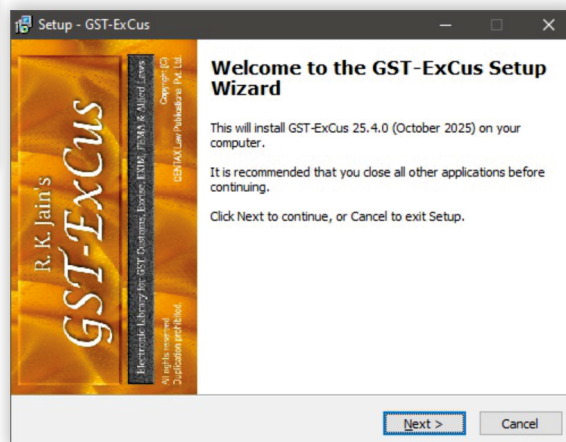 Setup - GST-ExCus
R. K. Jain's
GST-ExCus
Electronic Library for GST, Customs, Excise, EXIM, FEMA & Allied Laws
All rights reserved.
Duplication prohibited.
Copyright (C)
CENTAX Law Publications Pvt. Ltd.
Welcome to the GST-ExCus Setup
Wizard
This will install GST-ExCus 25.4.0 (October 2025) on your
computer.
It is recommended that you close all other applications before
continuing.
Click Next to continue, or Cancel to exit Setup.
Next >
Cancel